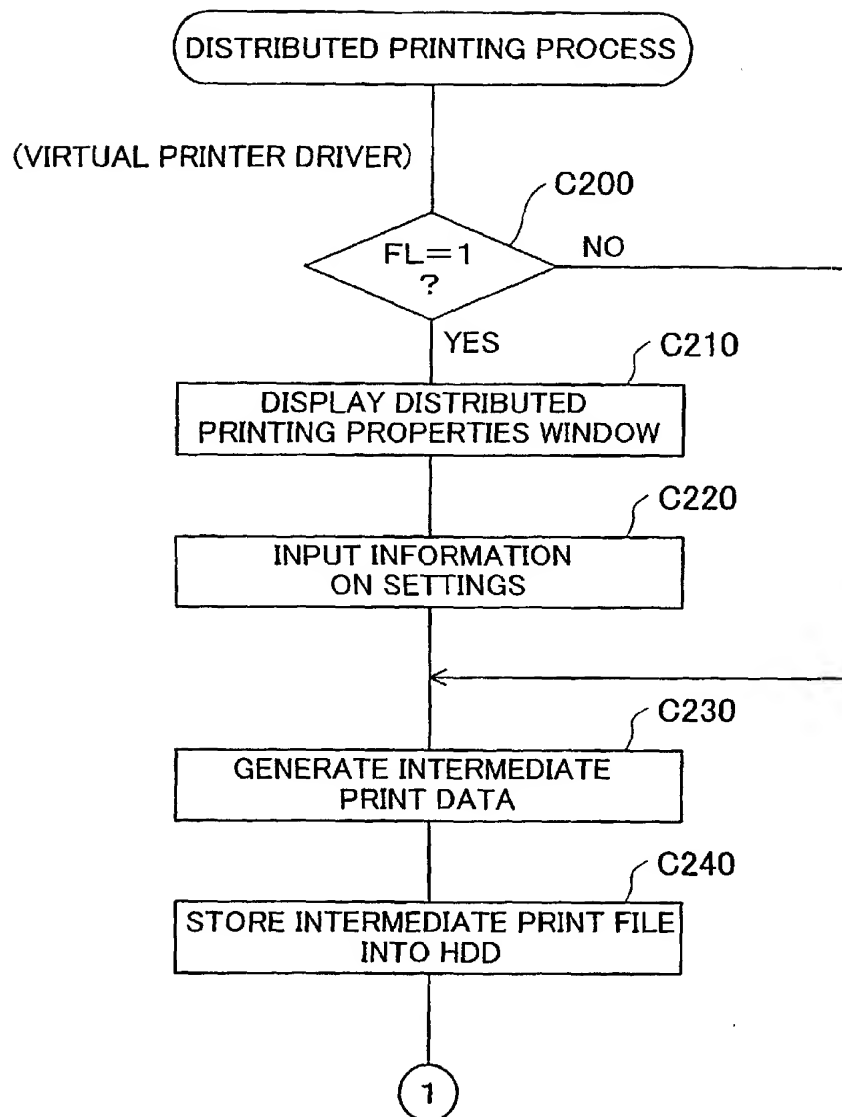 DISTRIBUTED PRINTING PROCESS
(VIRTUAL PRINTER DRIVER)
C200
FL=1
?
NO
YES
C210
DISPLAY DISTRIBUTED
PRINTING PROPERTIES WINDOW
C220
INPUT INFORMATION
ON SETTINGS
C230
GENERATE INTERMEDIATE
PRINT DATA
C240
STORE INTERMEDIATE PRINT FILE
INTO HDD
1